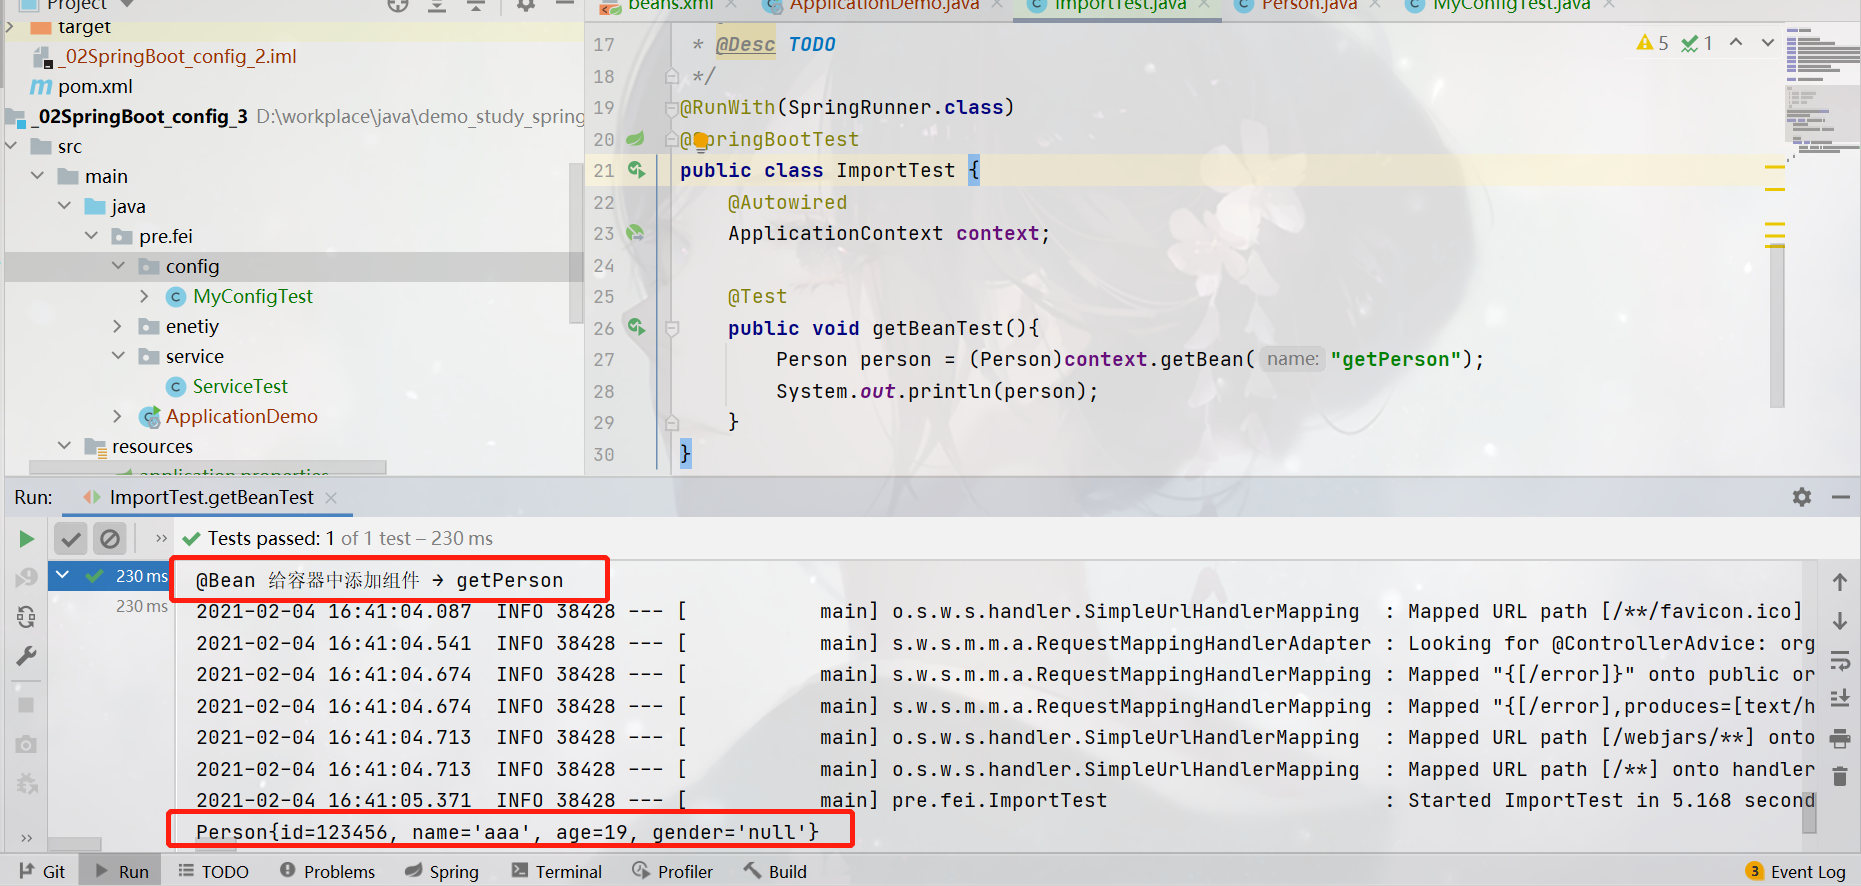 Project
beans.xml
ApplicationDemo.java
ImportTest.java
Person.java
MyConfigTest.java
target
_02SpringBoot_config_2.iml
pom.xml
_02SpringBoot_config_3 D:\workplace\java\demo_study_spring
src
main
java
pre.fei
config
MyConfigTest
enetiy
service
ServiceTest
ApplicationDemo
resources
application.properties
17 * @Desc TODO
18 */
19 @RunWith(SpringRunner.class)
20 @SpringBootTest
21 public class ImportTest {
22 @Autowired
23 ApplicationContext context;
24
25 @Test
26 public void getBeanTest(){
27 Person person = (Person)context.getBean( name: "getPerson");
28 System.out.println(person);
29 }
30 }
5 1
Run: ImportTest.getBeanTest
Tests passed: 1 of 1 test – 230 ms
230 ms
230 ms
@Bean 给容器中添加组件 → getPerson
2021-02-04 16:41:04.087 INFO 38428 --- [ main] o.s.w.s.handler.SimpleUrlHandlerMapping : Mapped URL path [/**/favicon.ico]
2021-02-04 16:41:04.541 INFO 38428 --- [ main] s.w.s.m.m.a.RequestMappingHandlerAdapter : Looking for @ControllerAdvice: org
2021-02-04 16:41:04.674 INFO 38428 --- [ main] s.w.s.m.m.a.RequestMappingHandlerMapping : Mapped "{[/error]}" onto public or
2021-02-04 16:41:04.674 INFO 38428 --- [ main] s.w.s.m.m.a.RequestMappingHandlerMapping : Mapped "{[/error],produces=[text/h
2021-02-04 16:41:04.713 INFO 38428 --- [ main] o.s.w.s.handler.SimpleUrlHandlerMapping : Mapped URL path [/webjars/**] onto
2021-02-04 16:41:04.713 INFO 38428 --- [ main] o.s.w.s.handler.SimpleUrlHandlerMapping : Mapped URL path [/**] onto handler
2021-02-04 16:41:05.371 INFO 38428 --- [ main] pre.fei.ImportTest : Started ImportTest in 5.168 second
Person{id=123456, name='aaa', age=19, gender='null'}
Git Run TODO Problems Spring Terminal Profiler Build 3 Event Log